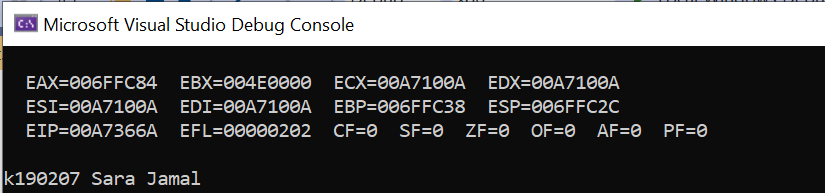 Microsoft Visual Studio Debug Console
EAX=006FFC84  EBX=004E0000  ECX=00A7100A  EDX=00A7100A
ESI=00A7100A  EDI=00A7100A  EBP=006FFC38  ESP=006FFC2C
EIP=00A7366A  EFL=00000202  CF=0  SF=0  ZF=0  OF=0  AF=0  PF=0
k190207 Sara Jamal